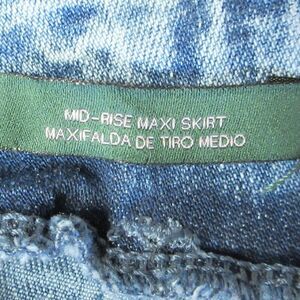 MID-RISE MAXI SKIRT
MAXIFALDA DE TIRO MEDIO